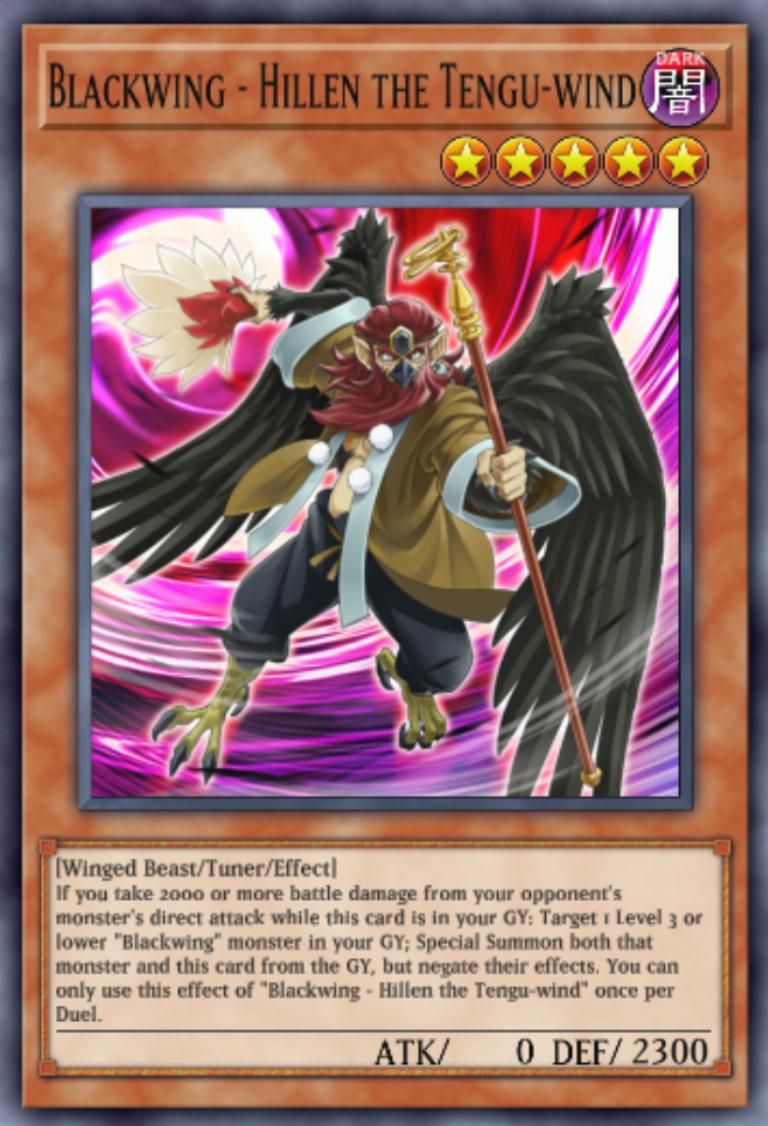 BLACKWING - HILLEN THE TENGU-WIND
DARK
闇
[Winged Beast/Tuner/Effect]
If you take 2000 or more battle damage from your opponent's
monster's direct attack while this card is in your GY: Target 1 Level 3 or
lower "Blackwing" monster in your GY; Special Summon both that
monster and this card from the GY, but negate their effects. You can
only use this effect of "Blackwing - Hillen the Tengu-wind" once per
Duel.
ATK/ 0 DEF/ 2300